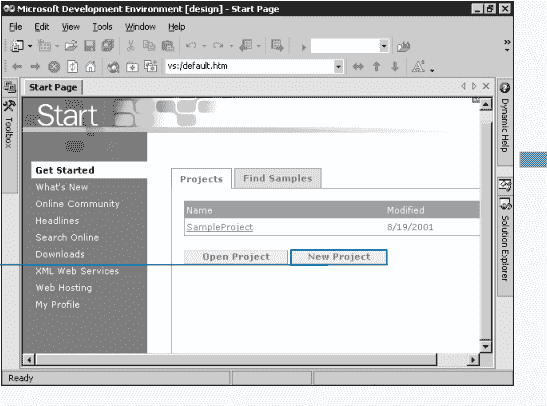 Microsoft Development Environment [design] - Start Page
File Edit View Tools Window Help
vs:/default.htm
Start Page
Start
Toolbox
Dynamic Help
Solution Explorer
Get Started
What's New
Online Community
Headlines
Search Online
Downloads
XML Web Services
Web Hosting
My Profile
Projects Find Samples
Name Modified
SampleProject 8/19/2001
Open Project New Project
Ready